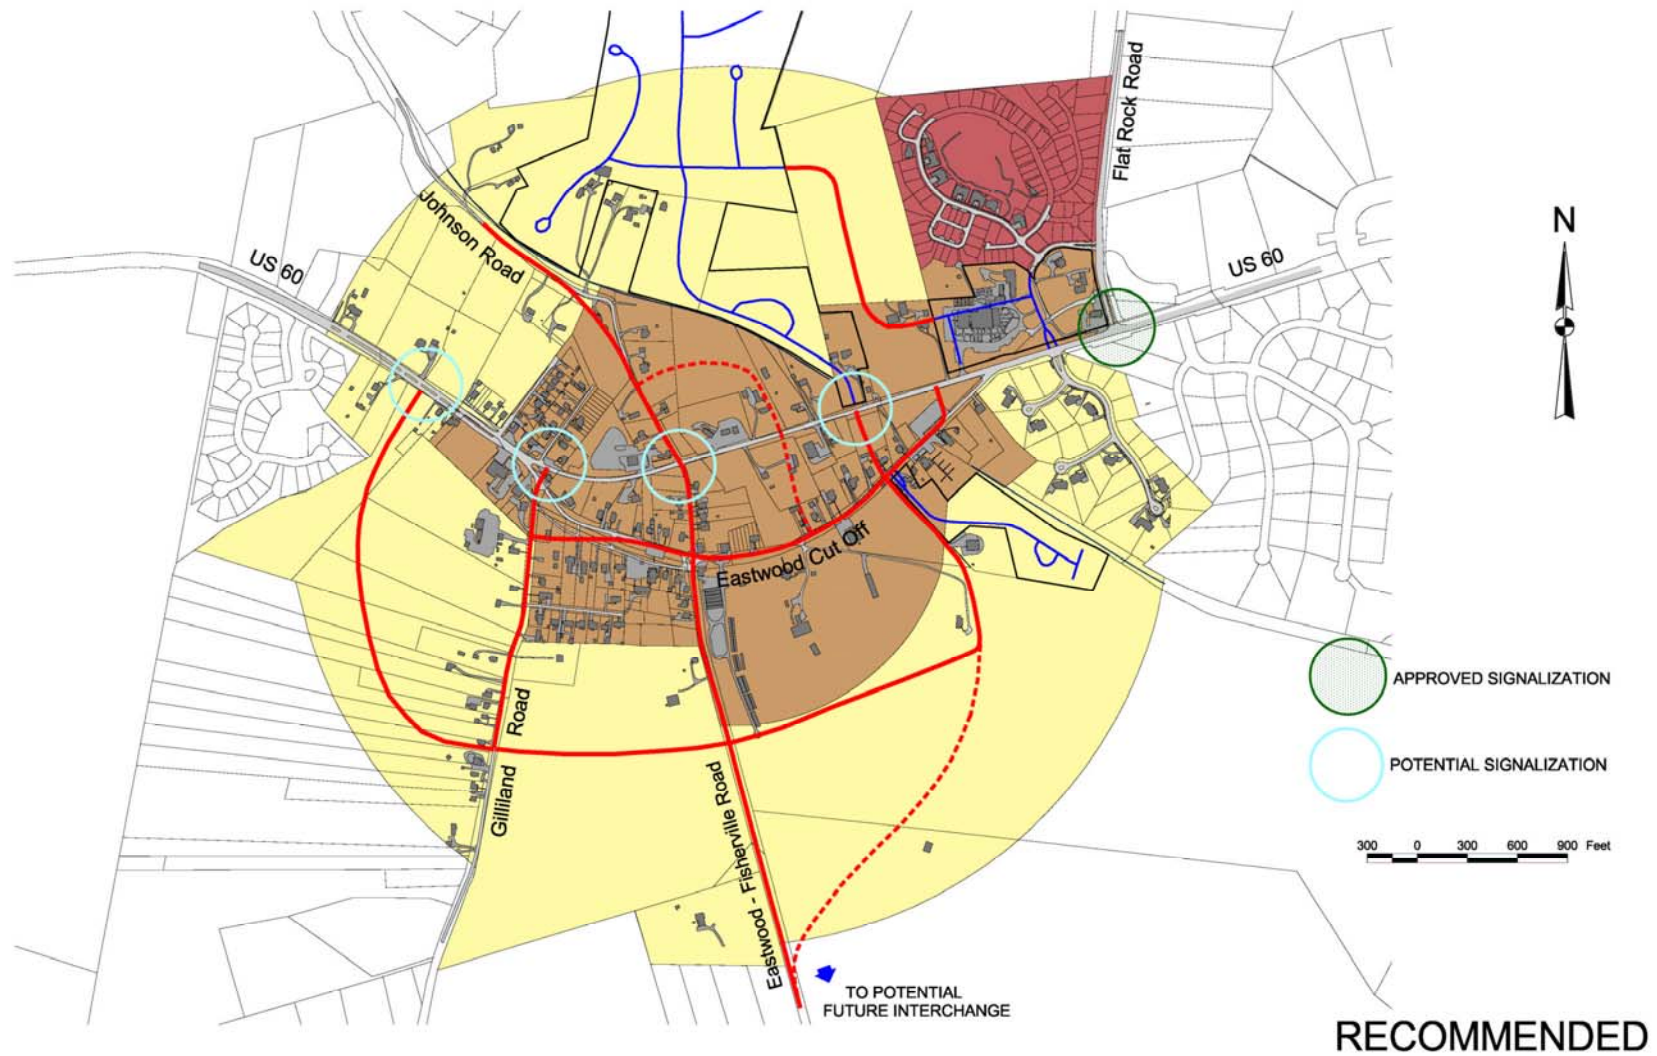 Flat Rock Road
Johnson Road
US 60
US 60
N
Eastwood Cut Off
APPROVED SIGNALIZATION
Road
Gilliland
POTENTIAL SIGNALIZATION
Eastwood - Fisherville Road
300 0 300 600 900 Feet
TO POTENTIAL
FUTURE INTERCHANGE
RECOMMENDED